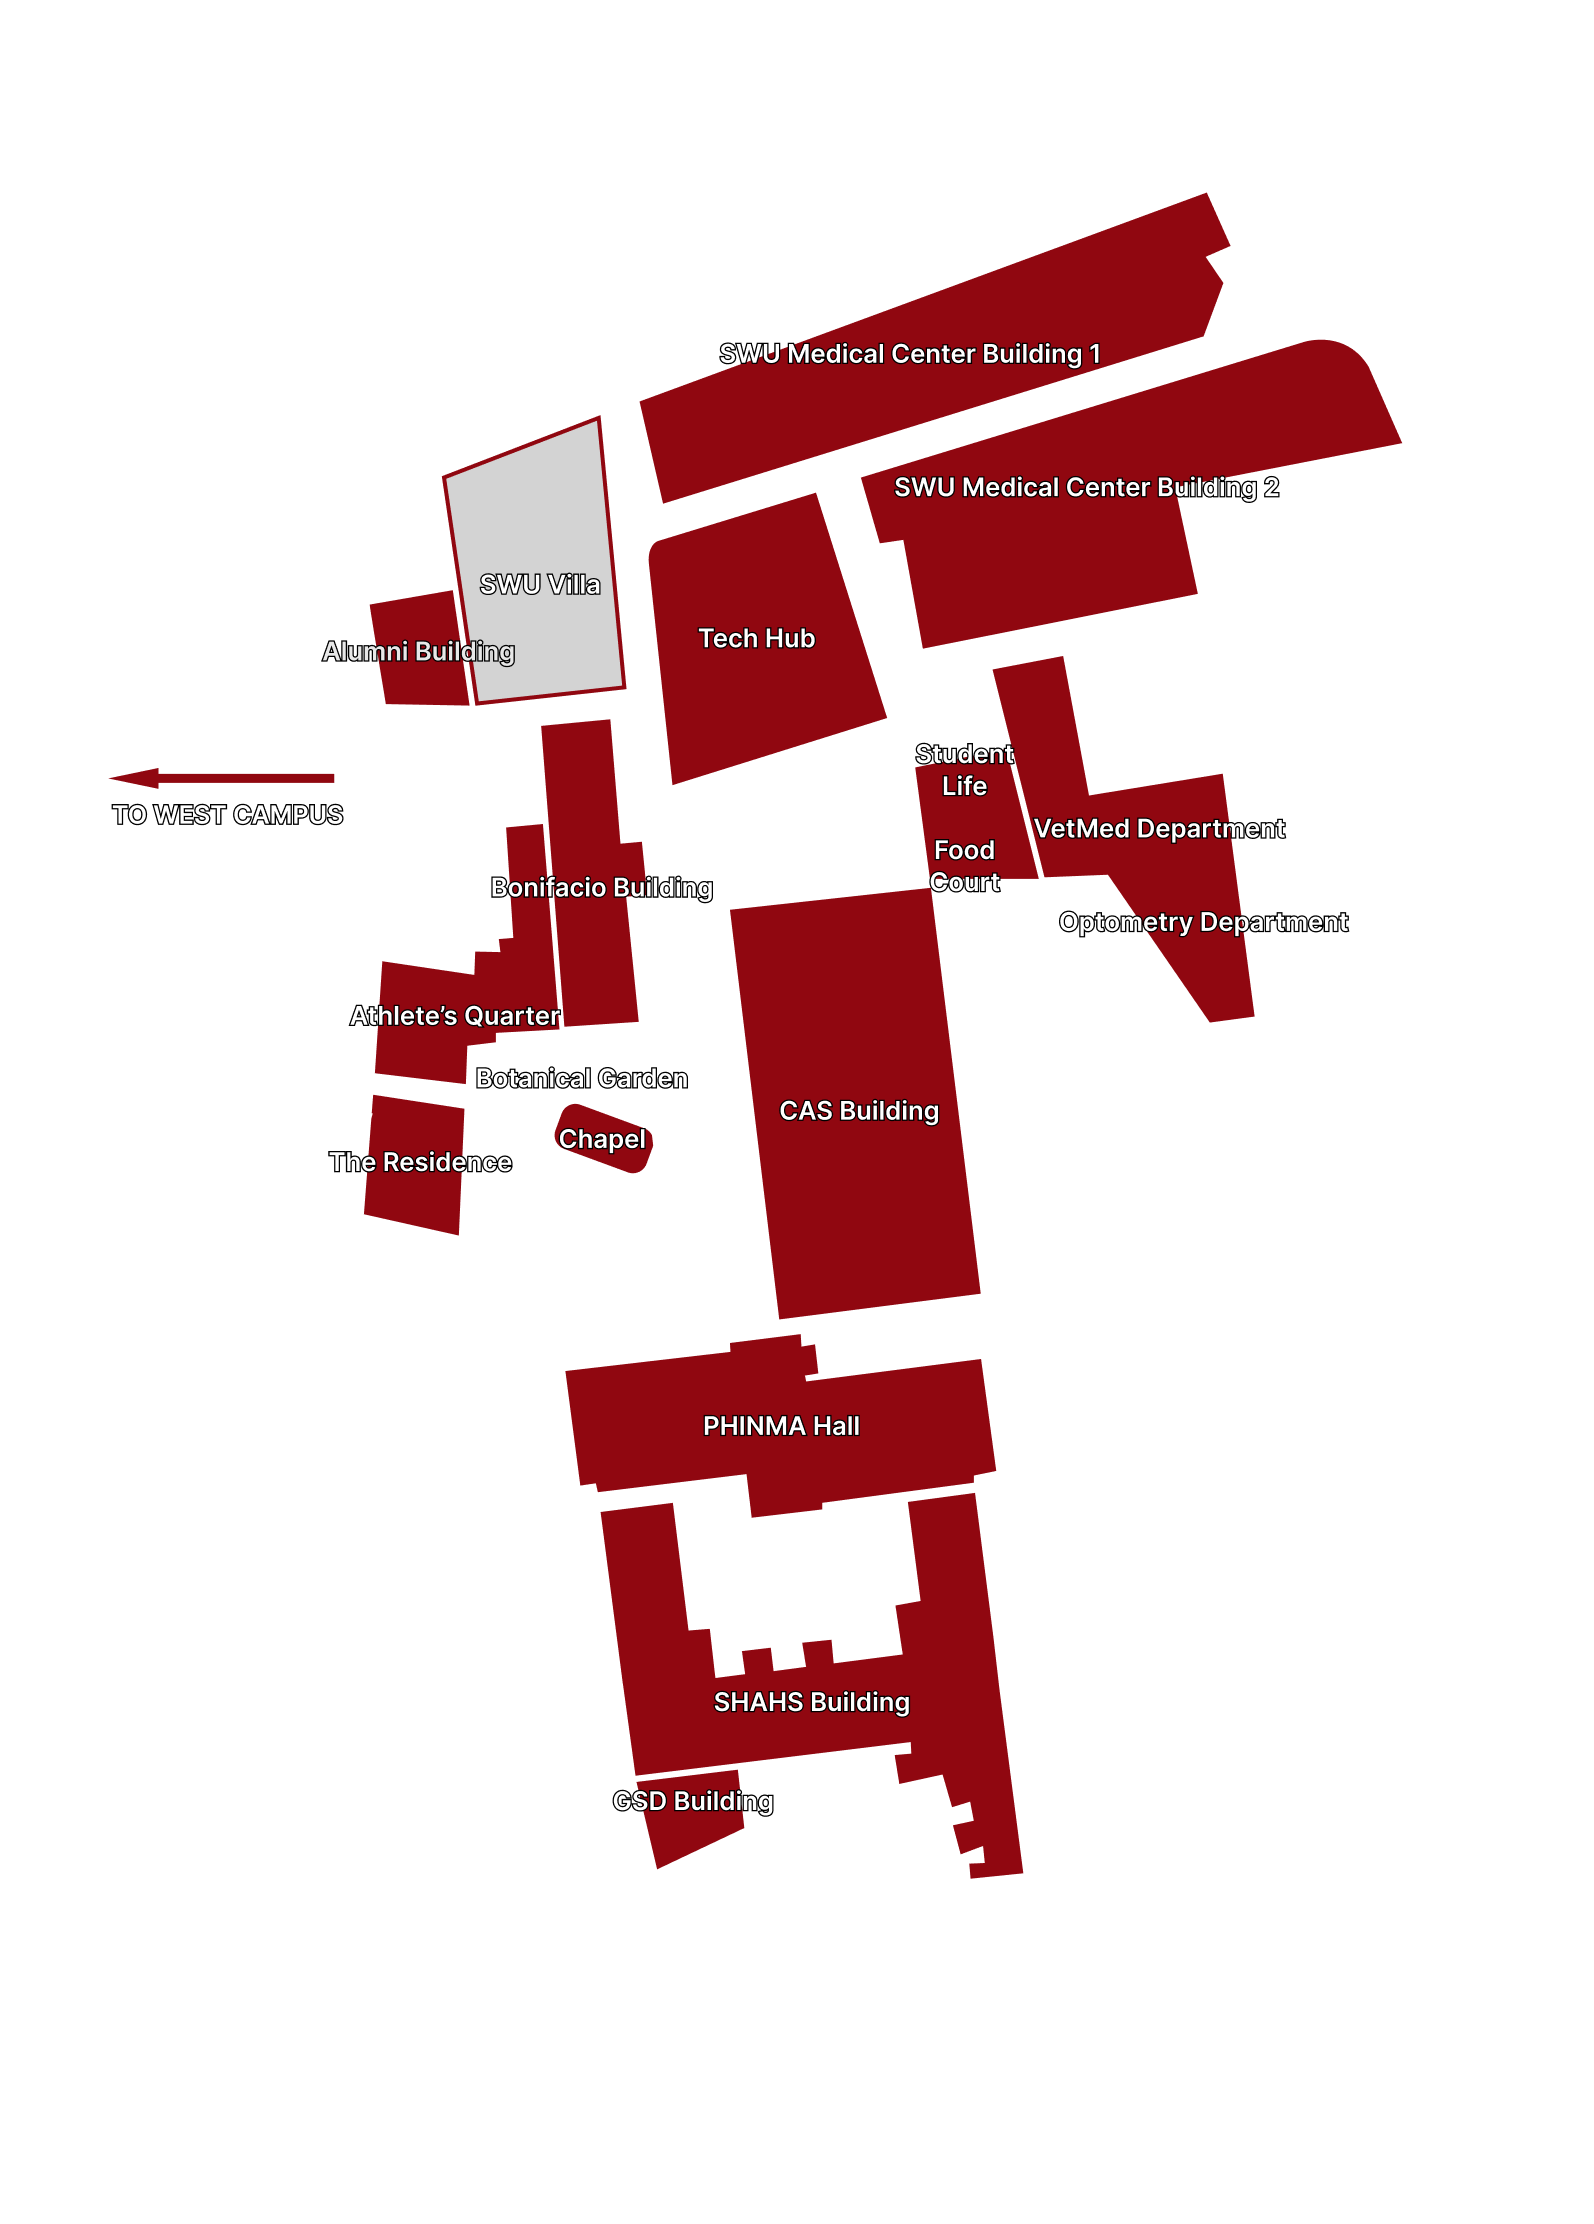 SWU Medical Center Building 1
SWU Medical Center Building 2
SWU Villa
Tech Hub
Alumni Building
Student
Life
TO WEST CAMPUS
VetMed Department
Food
Court
Bonifacio Building
Optometry Department
Athlete’s Quarter
Botanical Garden
CAS Building
Chapel
The Residence
PHINMA Hall
SHAHS Building
GSD Building